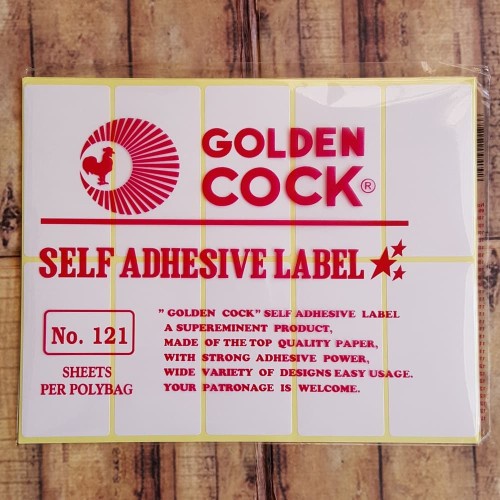 GOLDEN
COCK®
SELF ADHESIVE LABEL
No. 121
SHEETS
PER POLYBAG
"GOLDEN COCK" SELF ADHESIVE LABEL
A SUPEREMINENT PRODUCT,
MADE OF THE TOP QUALITY PAPER,
WITH STRONG ADHESIVE POWER,
WIDE VARIETY OF DESIGNS EASY USAGE.
YOUR PATRONAGE IS WELCOME.